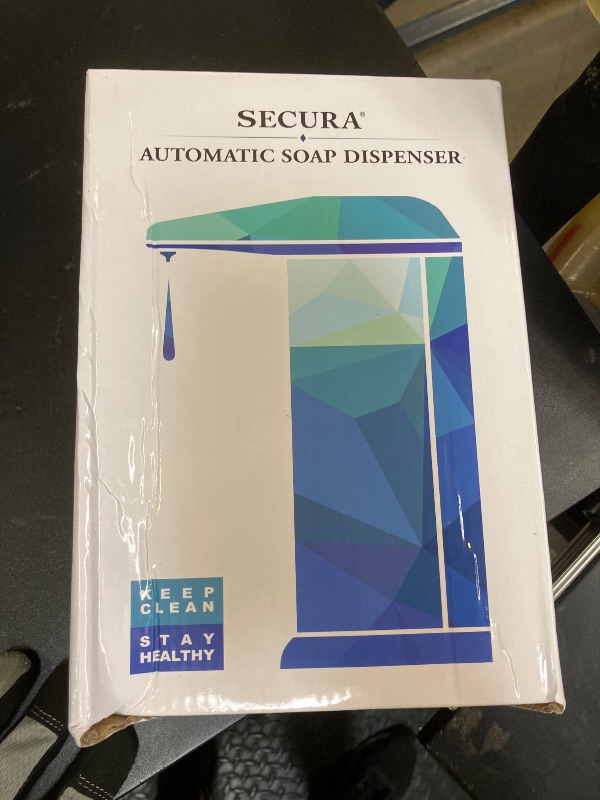 SECURA®
AUTOMATIC SOAP DISPENSER
KEEP
CLEAN
STAY
HEALTHY